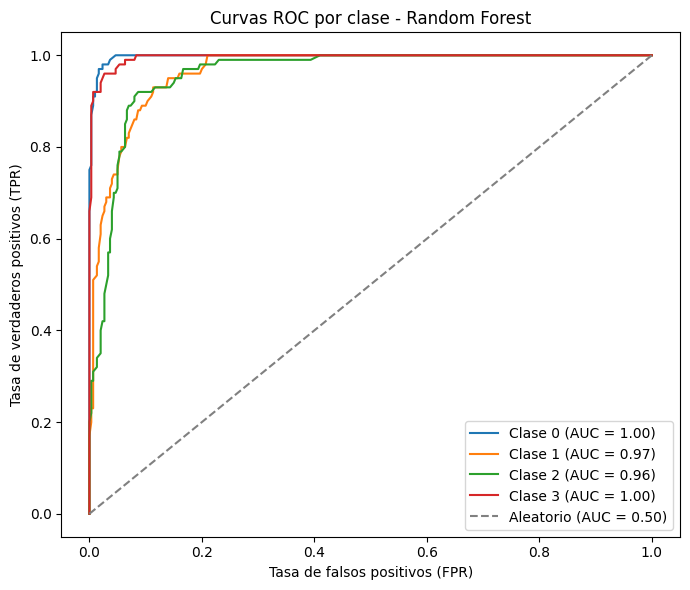 Curvas ROC por clase - Random Forest
Tasa de verdaderos positivos (TPR)
1.0
0.8
0.6
0.4
0.2
0.0
0.0 0.2 0.4 0.6 0.8 1.0
Tasa de falsos positivos (FPR)
Clase 0 (AUC = 1.00)
Clase 1 (AUC = 0.97)
Clase 2 (AUC = 0.96)
Clase 3 (AUC = 1.00)
Aleatorio (AUC = 0.50)